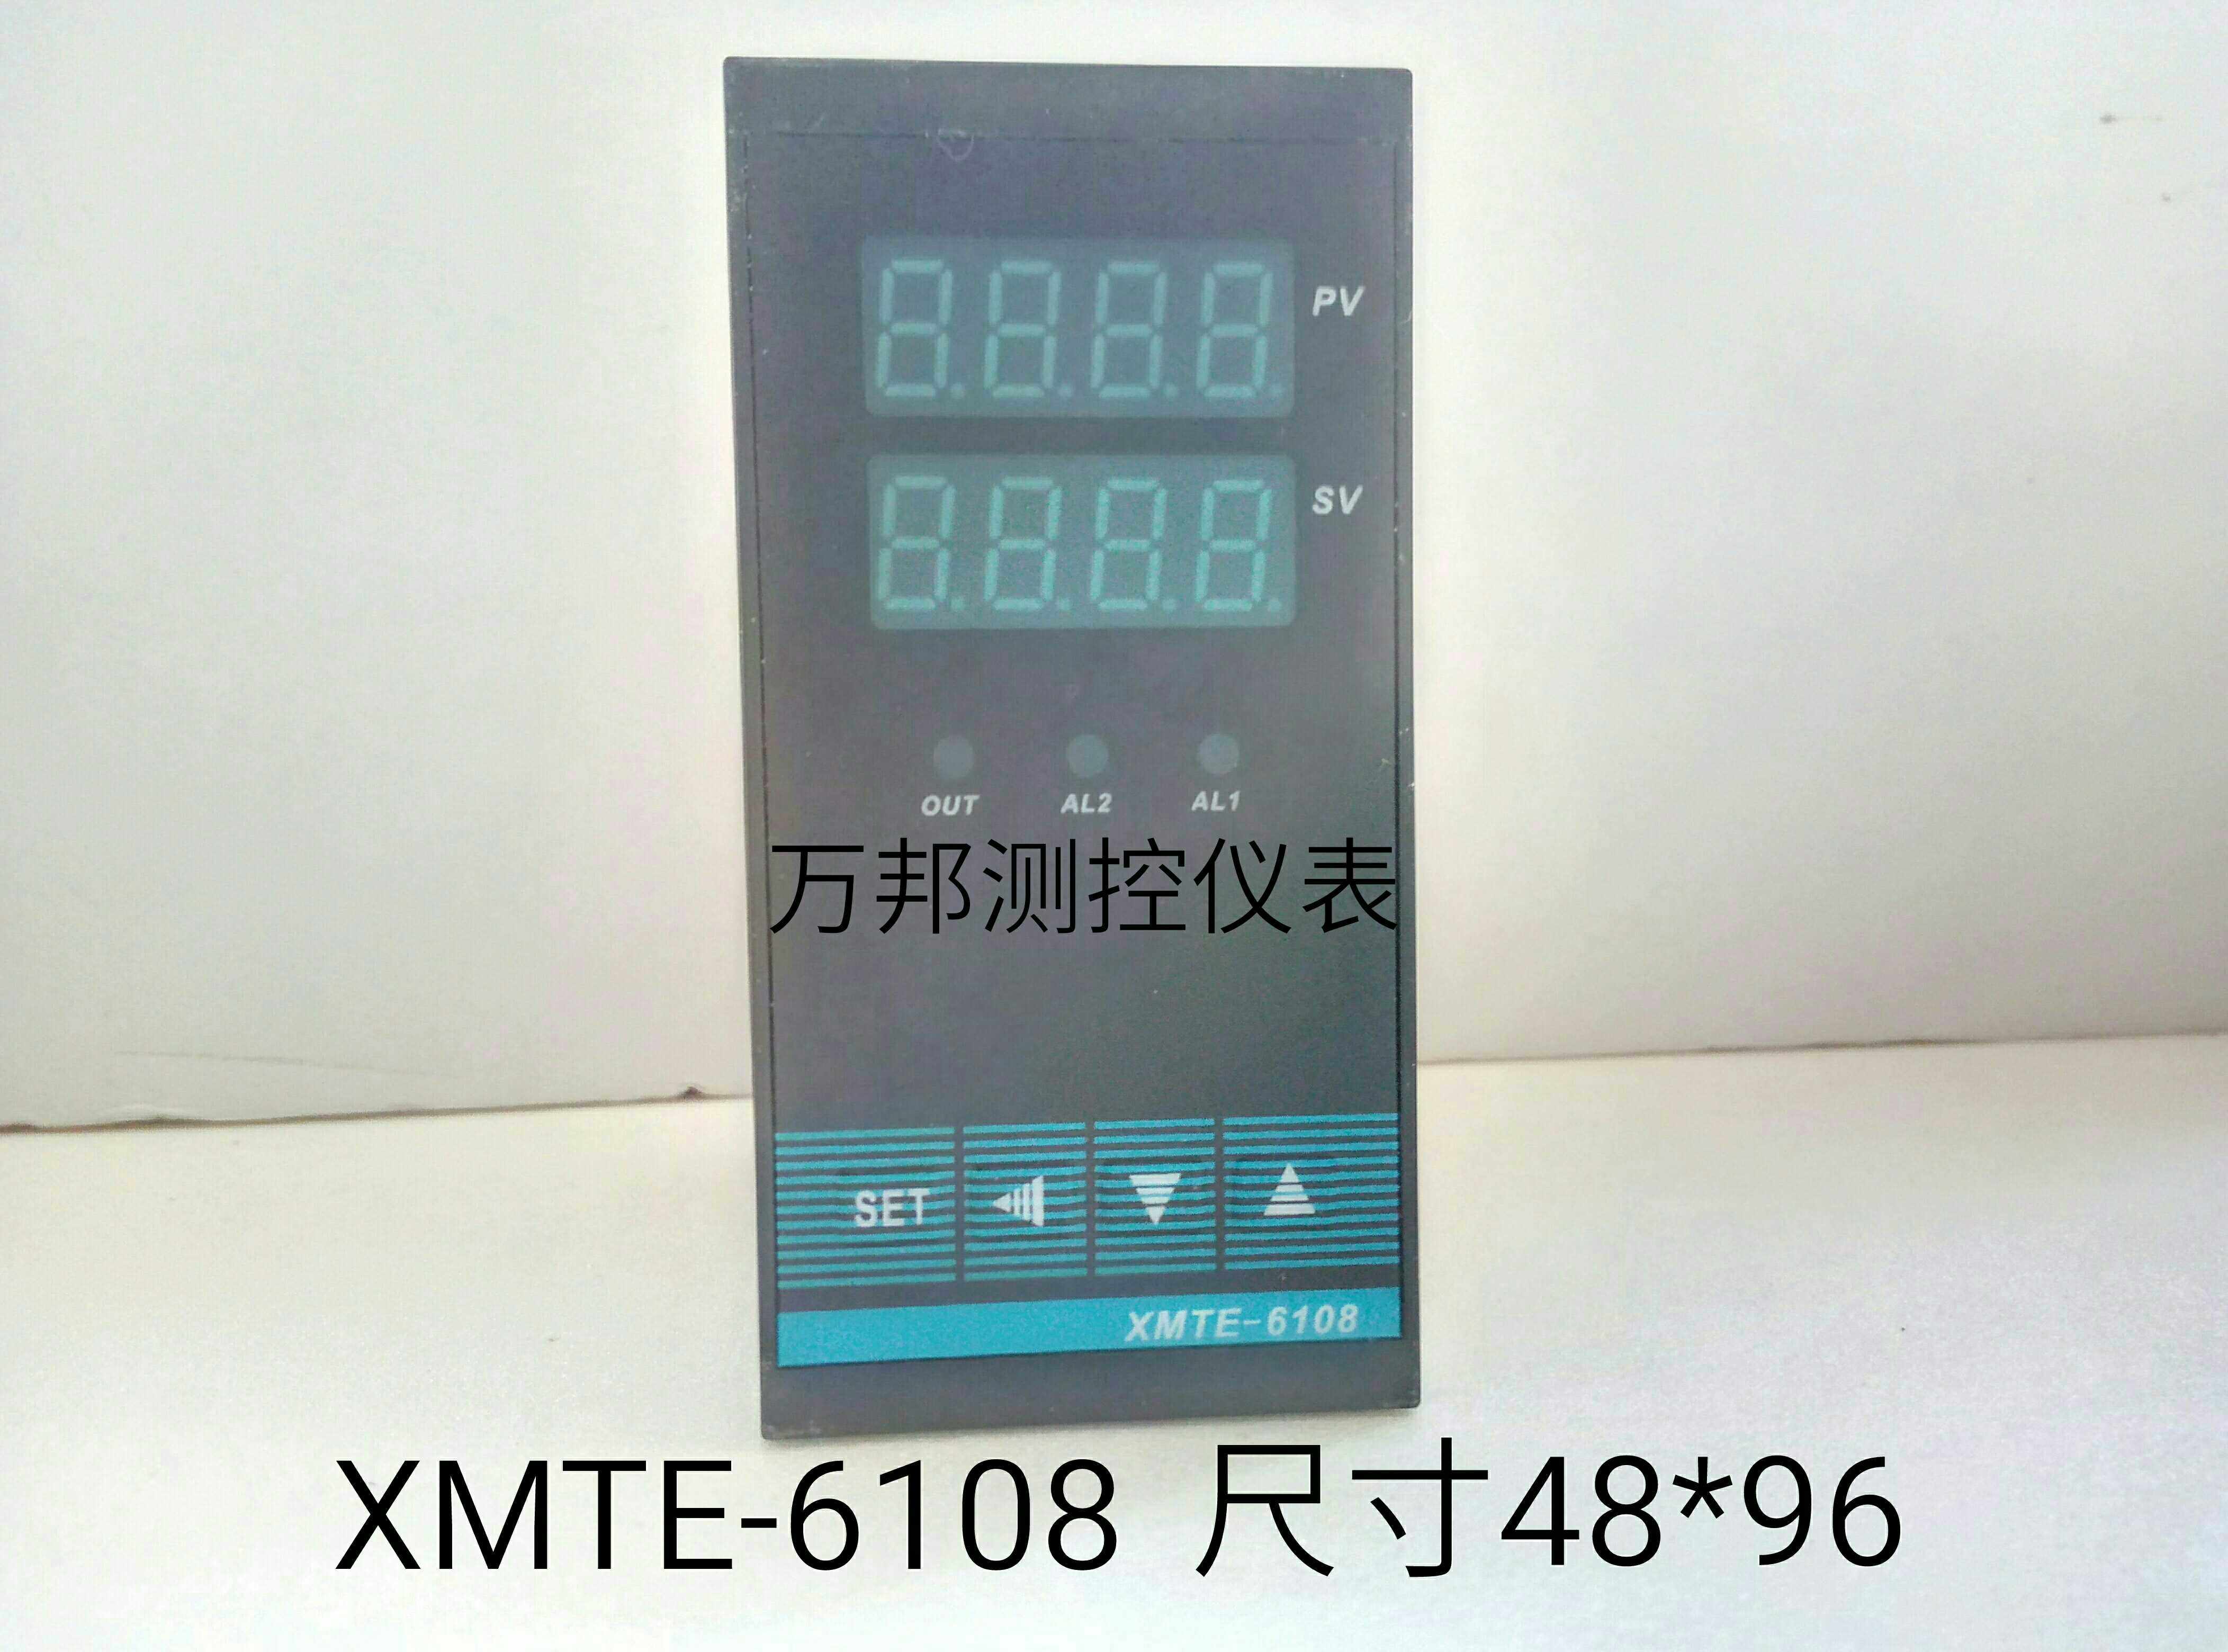 PV
SV
OUT AL2 AL1
万邦测控仪表
SET
XMTE-6108
XMTE-6108 尺寸48*96